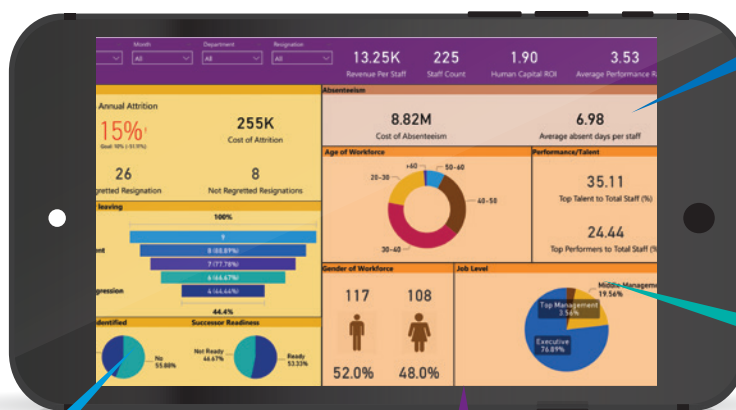 Month Department Resignation
All All All
13.25K 225 1.90 3.53
Revenue Per Staff Staff Count Human Capital ROI Average Performance R
Annual Attrition
15%
255K
Cost of Attrition
26 8
gretted Resignation Not Regretted Resignations
Absenteeism
8.82M 6.98
Cost of Absenteeism Average absent days per staff
Age of Workforce
+60 50-60
20-30
40-50
30-40
Performance/Talent
35.11
Top Talent to Total Staff (%)
24.44
Top Performers to Total Staff (%
leaving
100%
9
8 (88.89%)
7 (77.78%)
6 (66.67%)
4 (44.44%)
44.4%
gression
dentified Successor Readiness
No
55.88%
Not Ready
46.67%
Ready
53.33%
Gender of Workforce
117 108
52.0% 48.0%
Job Level
Middle Manageme
19.56%
Top Management
3.56%
Executive
76.89%